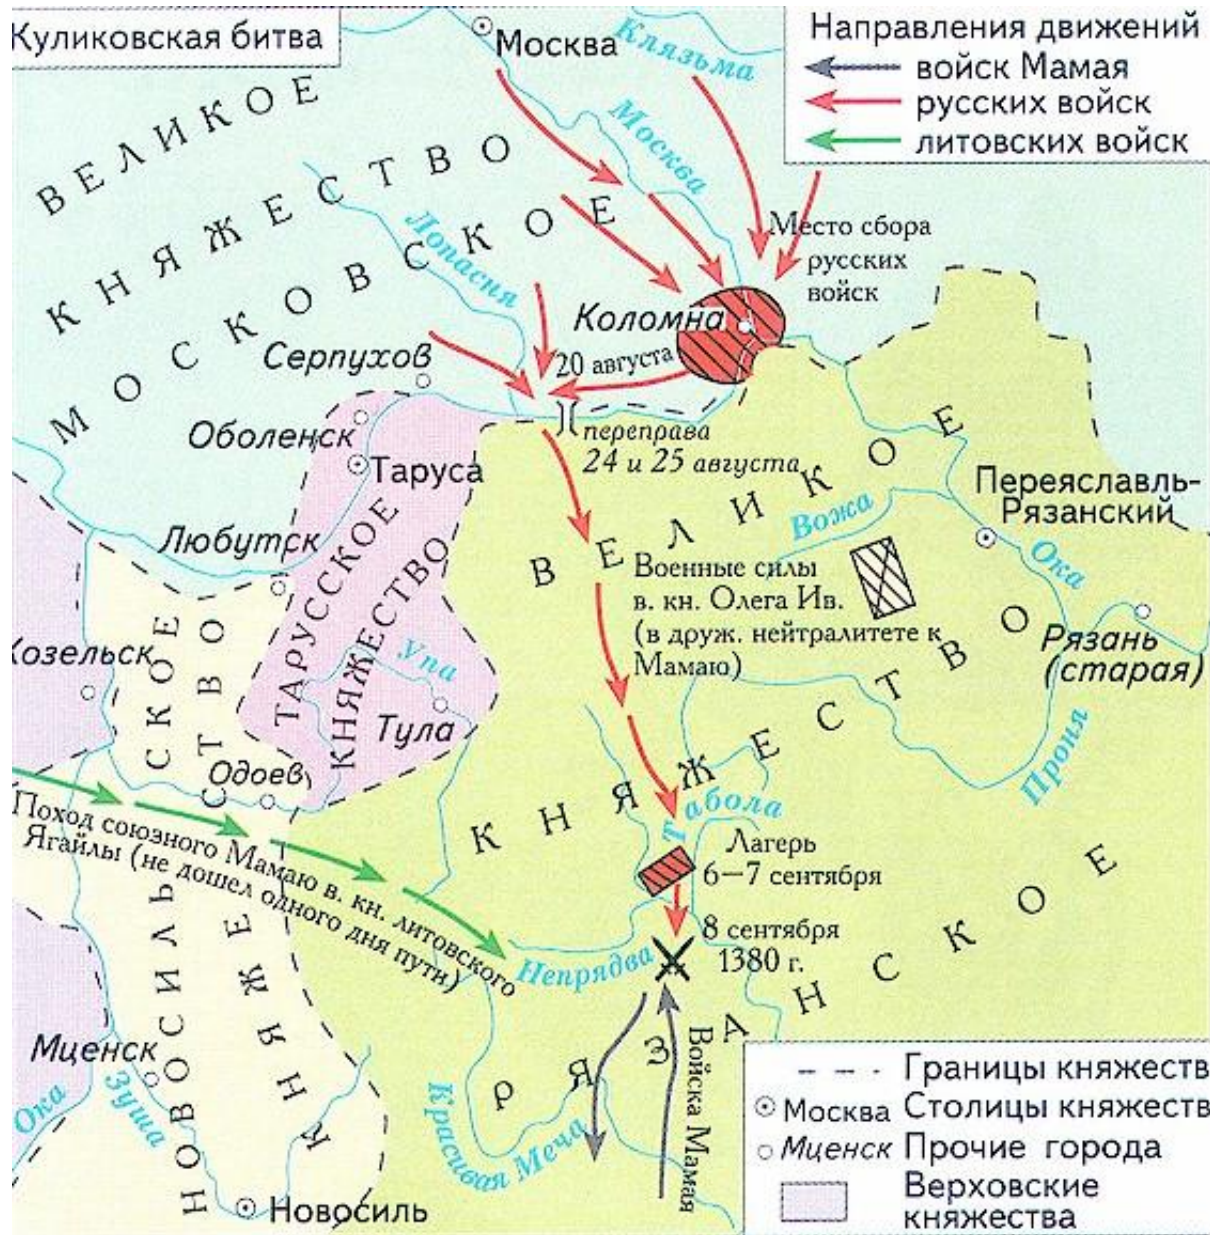 Куликовская битва
Направления движений
войск Мамая
русских войск
литовских войск
Москва
Клязьма
Москва
ВЕЛИКОЕ
КНЯЖЕСТВО
МОСКОВСКОЕ
Лопасня
Место сбора
русских
войск
Коломна
Серпухов
20 августа
Оболенск
Таруса
переправа
24 и 25 августа
Любутск
ТАРУССКОЕ
КНЯЖЕСТВО
ВЕЛИКОЕ
Вожа
Переяславль-
Рязанский
Ока
Военные силы
в. кн. Олега Ив.
(в друж. нейтралитете к
Мамаю)
Рязань
(старая)
Проня
Козельск
Упа
Тула
Одоев
КНЯЖЕСТВО
Табола
Лагерь
6—7 сентября
Поход союзного Мамаю в. кн. литовского
Ягайлы (не дошел одного дня пути)
Непрядва
8 сентября
1380 г.
РЯЗАНСКОЕ
Войска Мамая
Красивая Меча
НОВОСИЛЬСКОЕ
КНЯЖЕСТВО
Мценск
Ока
Зуша
Новосиль
Границы княжеств
Москва Столицы княжеств
Мценск Прочие города
Верховские
княжества